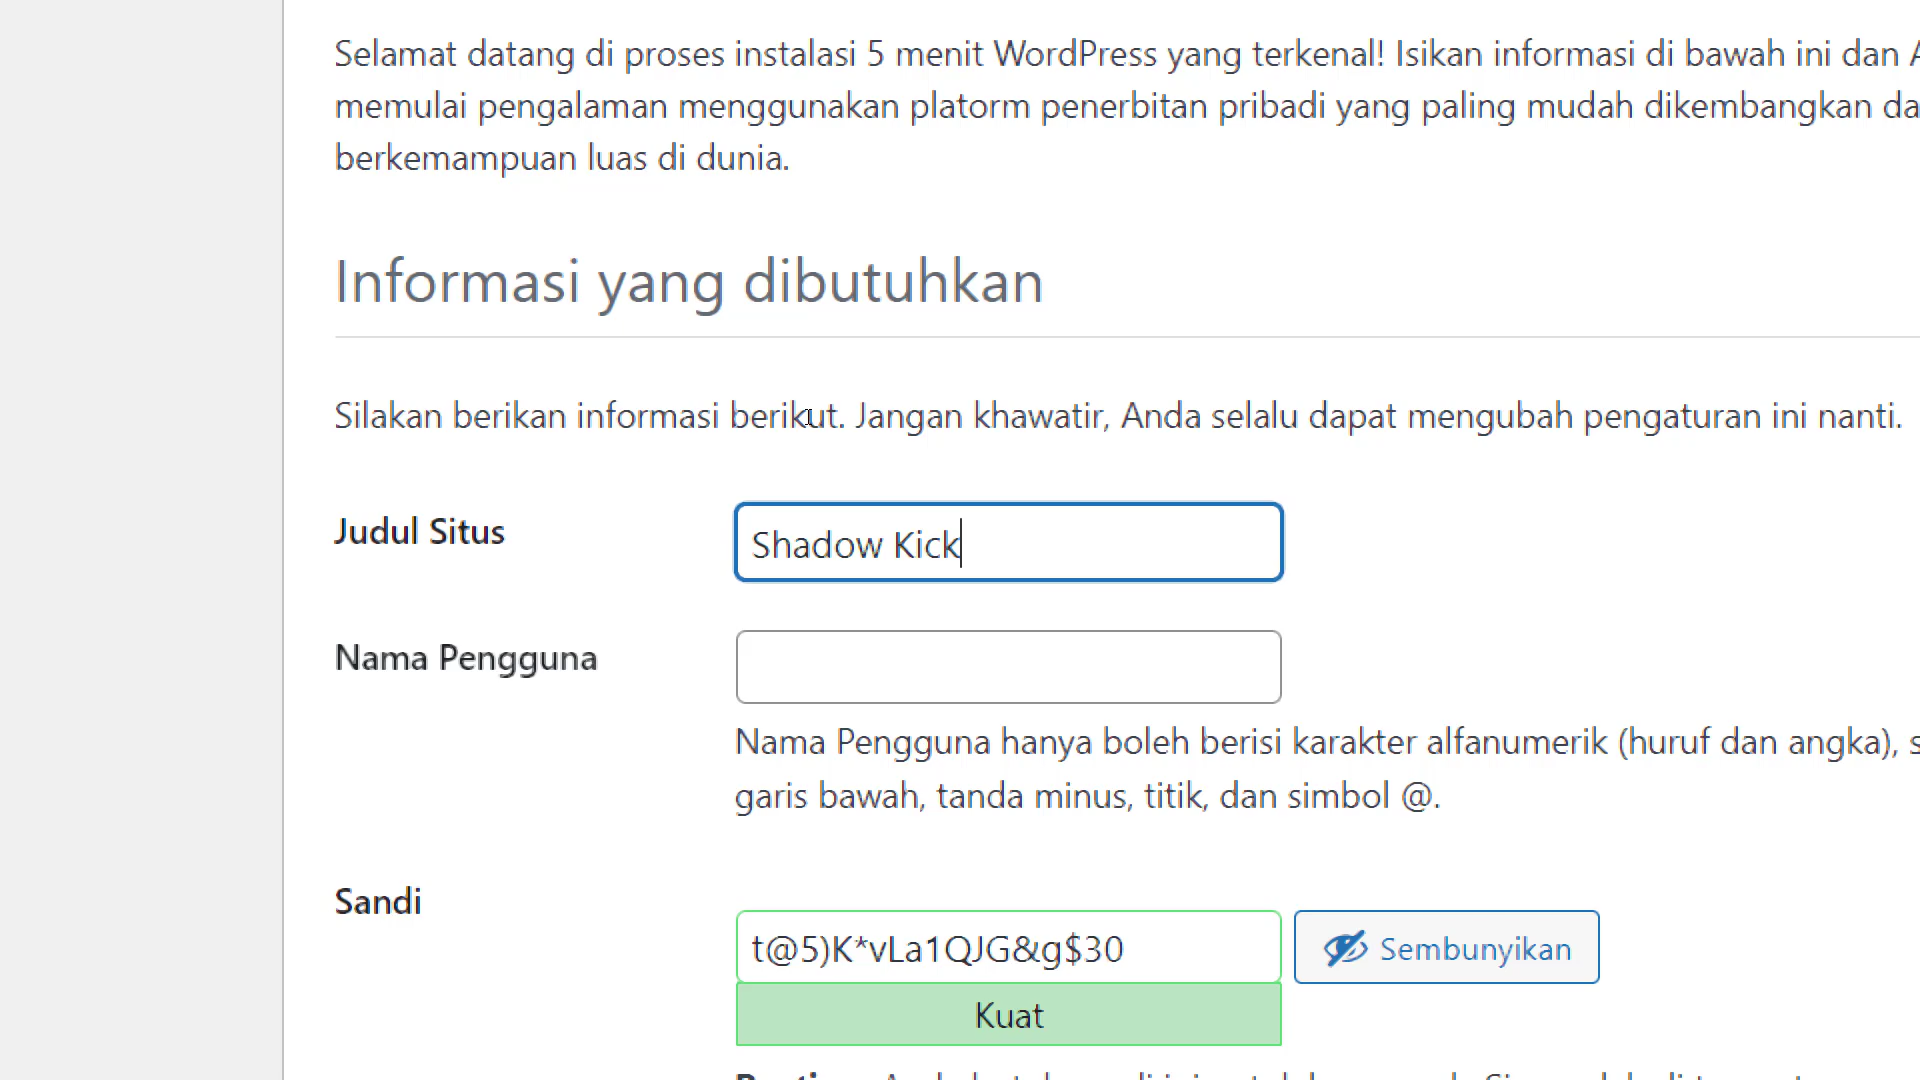 Selamat datang di proses instalasi 5 menit WordPress yang terkenal! Isikan informasi di bawah ini dan
memulai pengalaman menggunakan platorm penerbitan pribadi yang paling mudah dikembangkan
berkemampuan luas di dunia.
Informasi yang dibutuhkan
Silakan berikan informasi berikut. Jangan khawatir, Anda selalu dapat mengubah pengaturan ini nanti.
Judul Situs
Shadow Kick
Nama Pengguna
Nama Pengguna hanya boleh berisi karakter alfanumerik (huruf dan angka),
garis bawah, tanda minus, titik, dan simbol @.
Sandi
t@5)K*vLa1QJG&g$30
Sembunyikan
Kuat